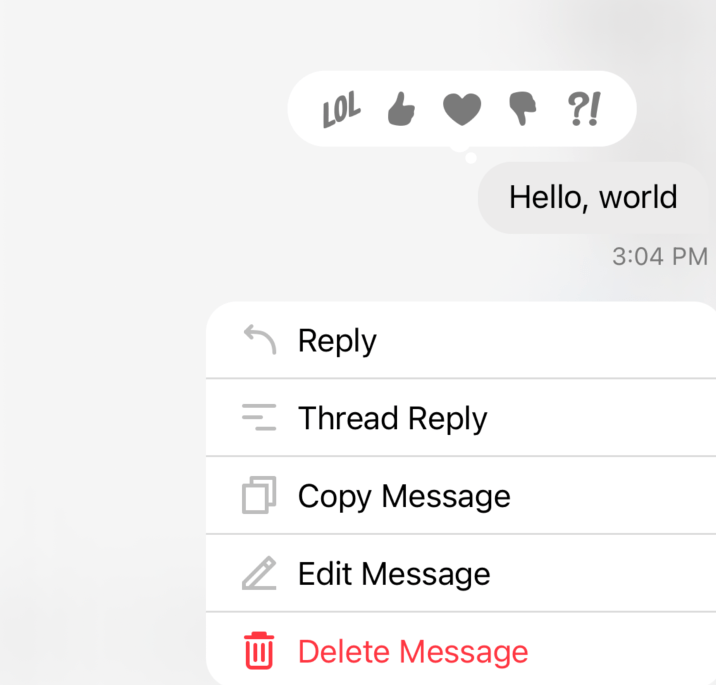 LOL
?!
Hello, world
3:04 PM
Reply
Thread Reply
Copy Message
Edit Message
Delete Message